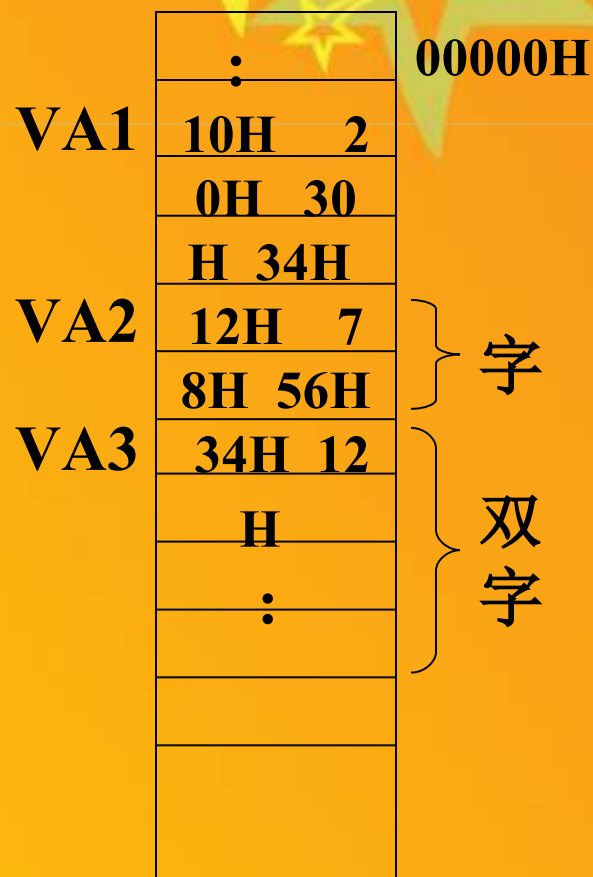 :
00000H
VA1 10H 2
0H 30
H 34H
VA2 12H 7
8H 56H
字
VA3 34H 12
H
双
字
: